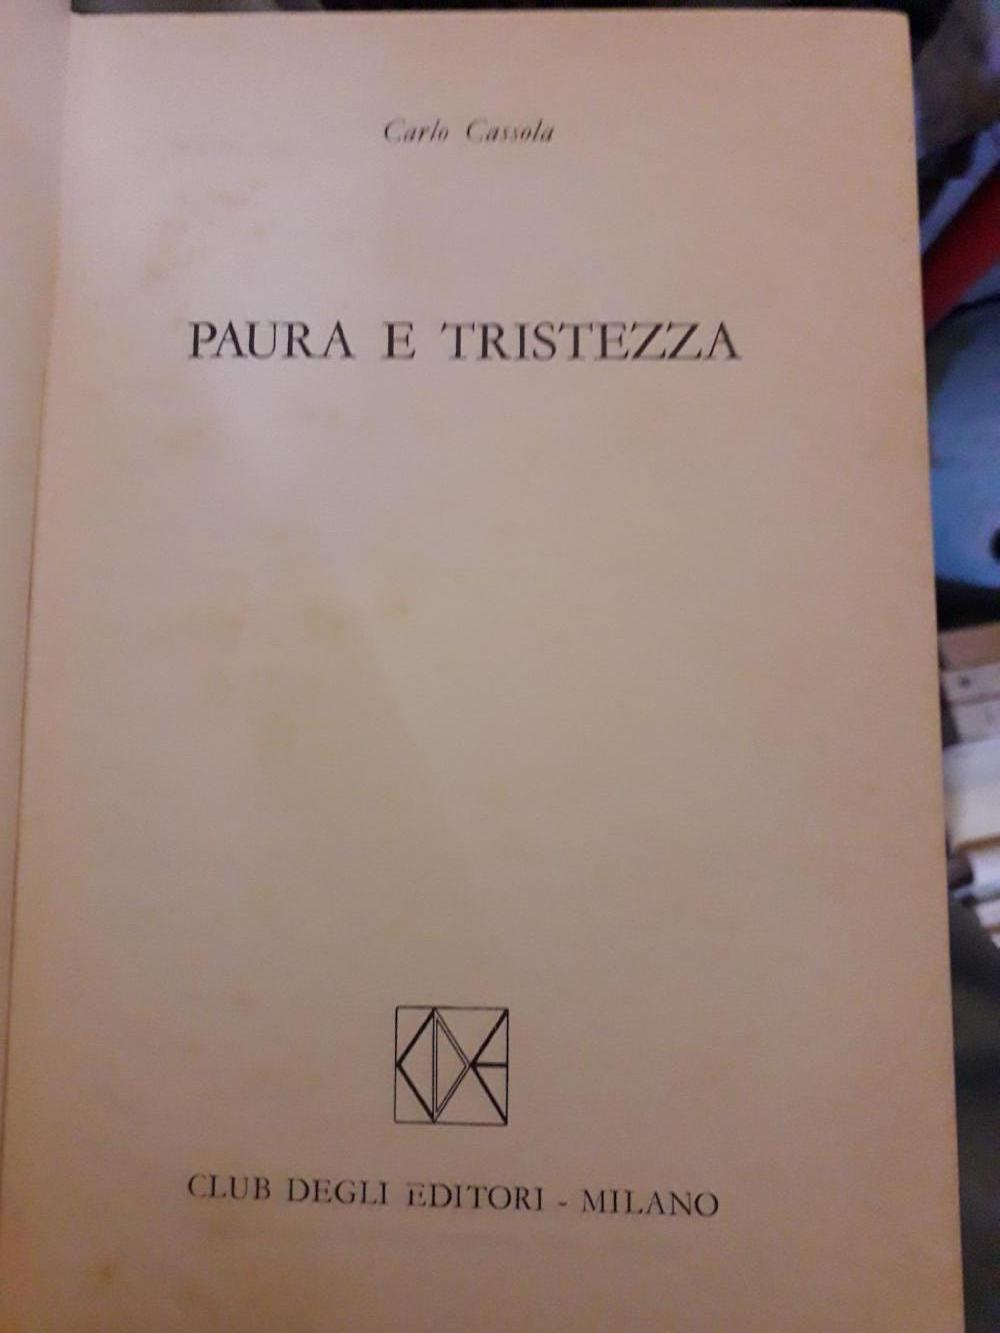 Carlo Cassola
PAURA E TRISTEZZA
CDE
CLUB DEGLI EDITORI - MILANO